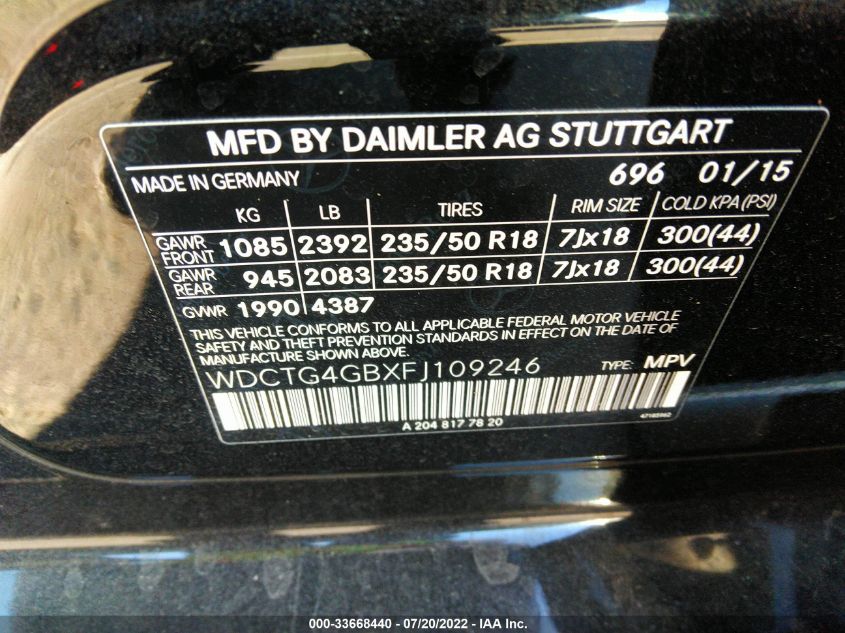 MFD BY DAIMLER AG STUTTGART
MADE IN GERMANY 696 01/15
KG LB TIRES RIM SIZE COLD KPA (PSI)
GAWR FRONT 1085 2392 235/50 R18 7Jx18 300(44)
GAWR REAR 945 2083 235/50 R18 7Jx18 300(44)
GVWR 1990 4387
THIS VEHICLE CONFORMS TO ALL APPLICABLE FEDERAL MOTOR VEHICLE
SAFETY AND THEFT PREVENTION STANDARDS IN EFFECT ON THE DATE OF
MANUFACTURE SHOWN ABOVE.
WDCTG4GBXFJ109246 TYPE: MPV
A 204 817 78 20
000-33668440 - 07/20/2022 - IAA Inc.